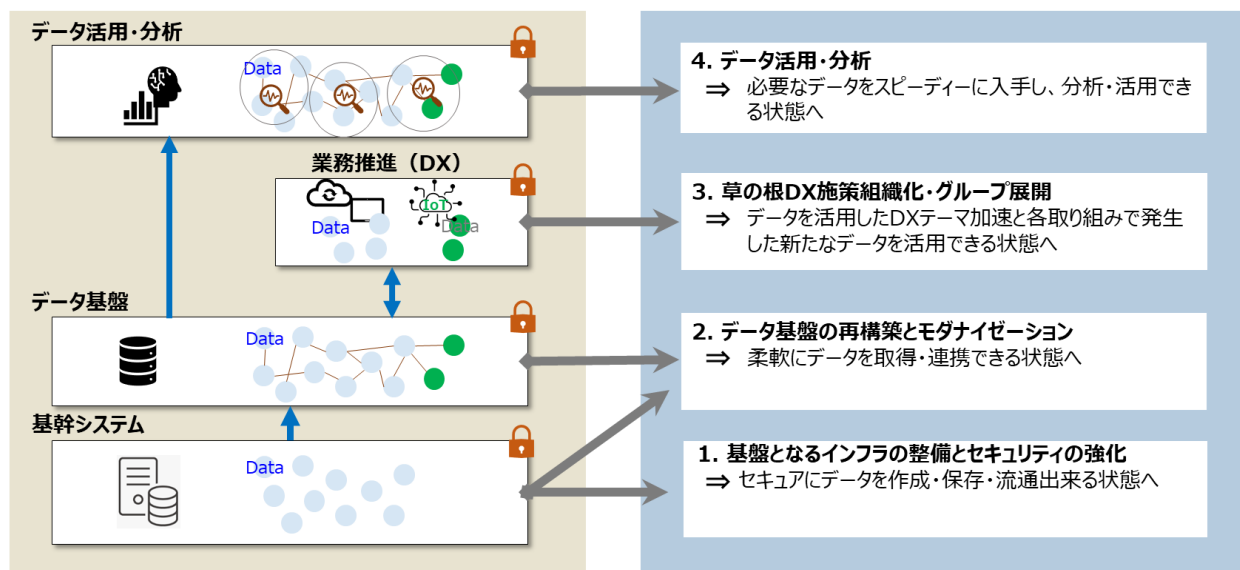 データ活用・分析
Data
業務推進（DX）
IoT
Data
Data
データ基盤
Data
基幹システム
Data
4. データ活用・分析
⇒ 必要なデータをスピーディーに入手し、分析・活用でき
る状態へ
3. 草の根DX施策組織化・グループ展開
⇒ データを活用したDXテーマ加速と各取り組みで発生
した新たなデータを活用できる状態へ
2. データ基盤の再構築とモダナイゼーション
⇒ 柔軟にデータを取得・連携できる状態へ
1. 基盤となるインフラの整備とセキュリティの強化
⇒ セキュアにデータを作成・保存・流通出来る状態へ